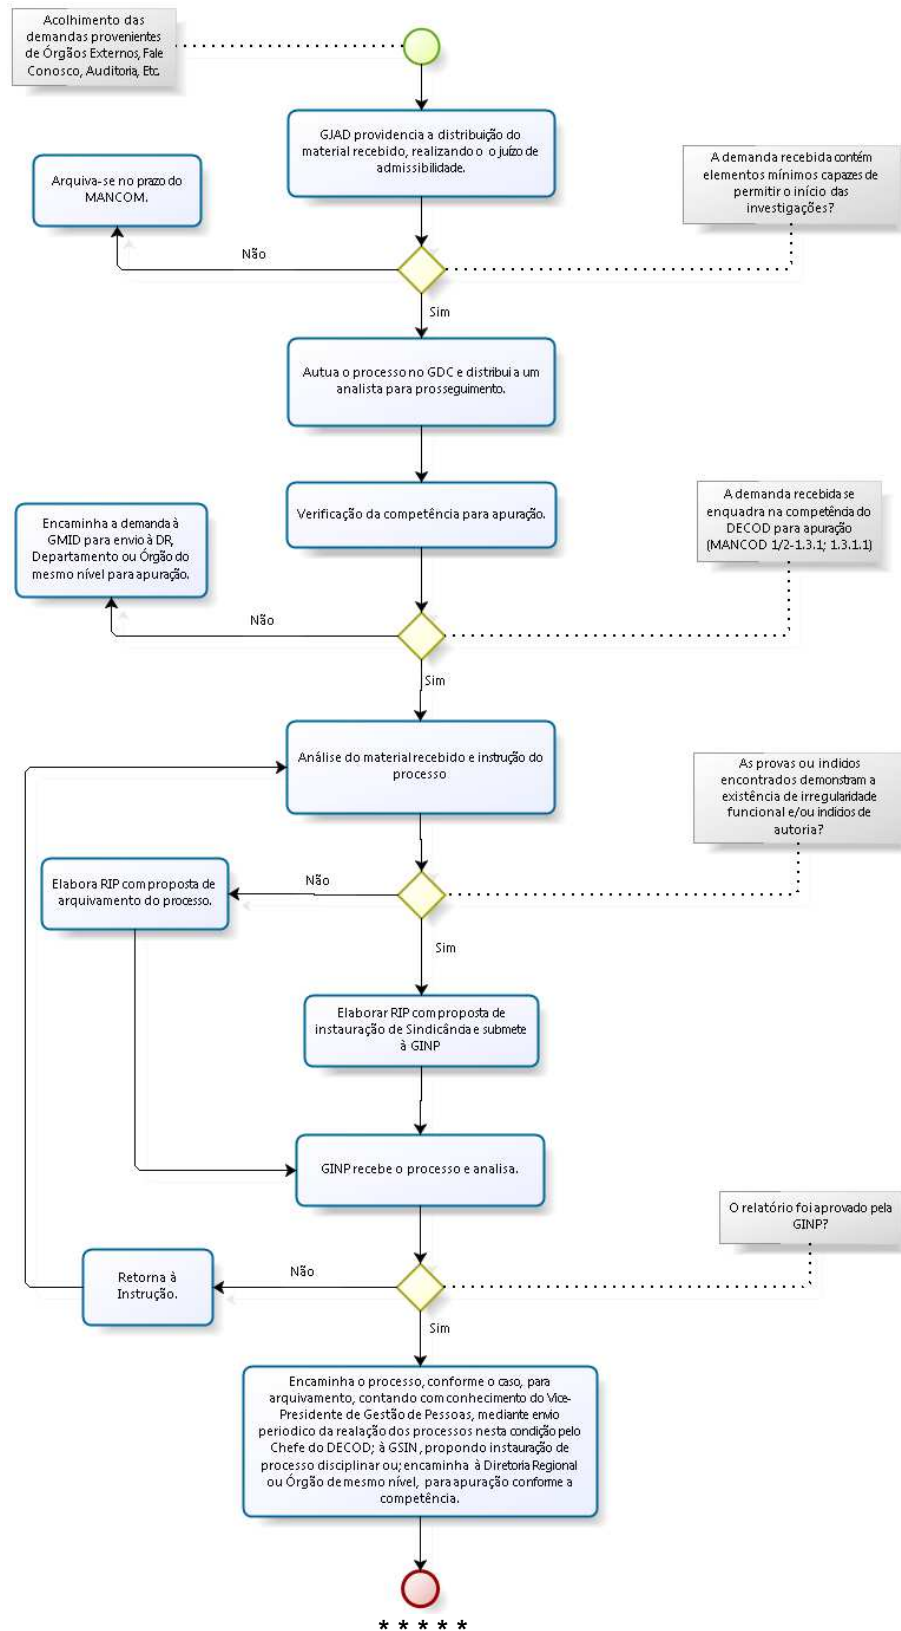 Acolhimento das
demandas provenientes
de Órgãos Externos, Fale
Conosco, Auditoria, Etc.
GJAD providencia a distribuição do
material recebido, realizando o o juízo de
admissibilidade.
Arquiva-se no prazo do
MANCOM.
A demanda recebida contém
elementos mínimos capazes de
permitir o início das
investigações?
Não
Sim
Autua o processo no GDC e distribui a um
analista para prosseguimento.
Verificação da competência para apuração.
A demanda recebida se
enquadra na competência do
DECOD para apuração
(MANCOD 1/2-1.3.1; 1.3.1.1)
Encaminha a demanda à
GMID para envio à DR,
Departamento ou Órgão do
mesmo nível para apuração.
Não
Sim
Análise do material recebido e instrução do
processo
As provas ou indícios
encontrados demonstram a
existência de irregularidade
funcional e/ou indícios de
autoria?
Elabora RIP com proposta de
arquivamento do processo.
Não
Sim
Elaborar RIP com proposta de
instauração de Sindicância e submete
à GINP
GINP recebe o processo e analisa.
O relatório foi aprovado pela
GINP?
Retorna à
Instrução.
Não
Sim
Encaminha o processo, conforme o caso, para
arquivamento, contando com conhecimento do Vice-
Presidente de Gestão de Pessoas, mediante envio
periodico da realação dos processos nesta condição pelo
Chefe do DECOD; à GSIN, propondo instauração de
processo disciplinar ou; encaminha à Diretoria Regional
ou Órgão de mesmo nível, para apuração conforme a
competência.
* * * * *